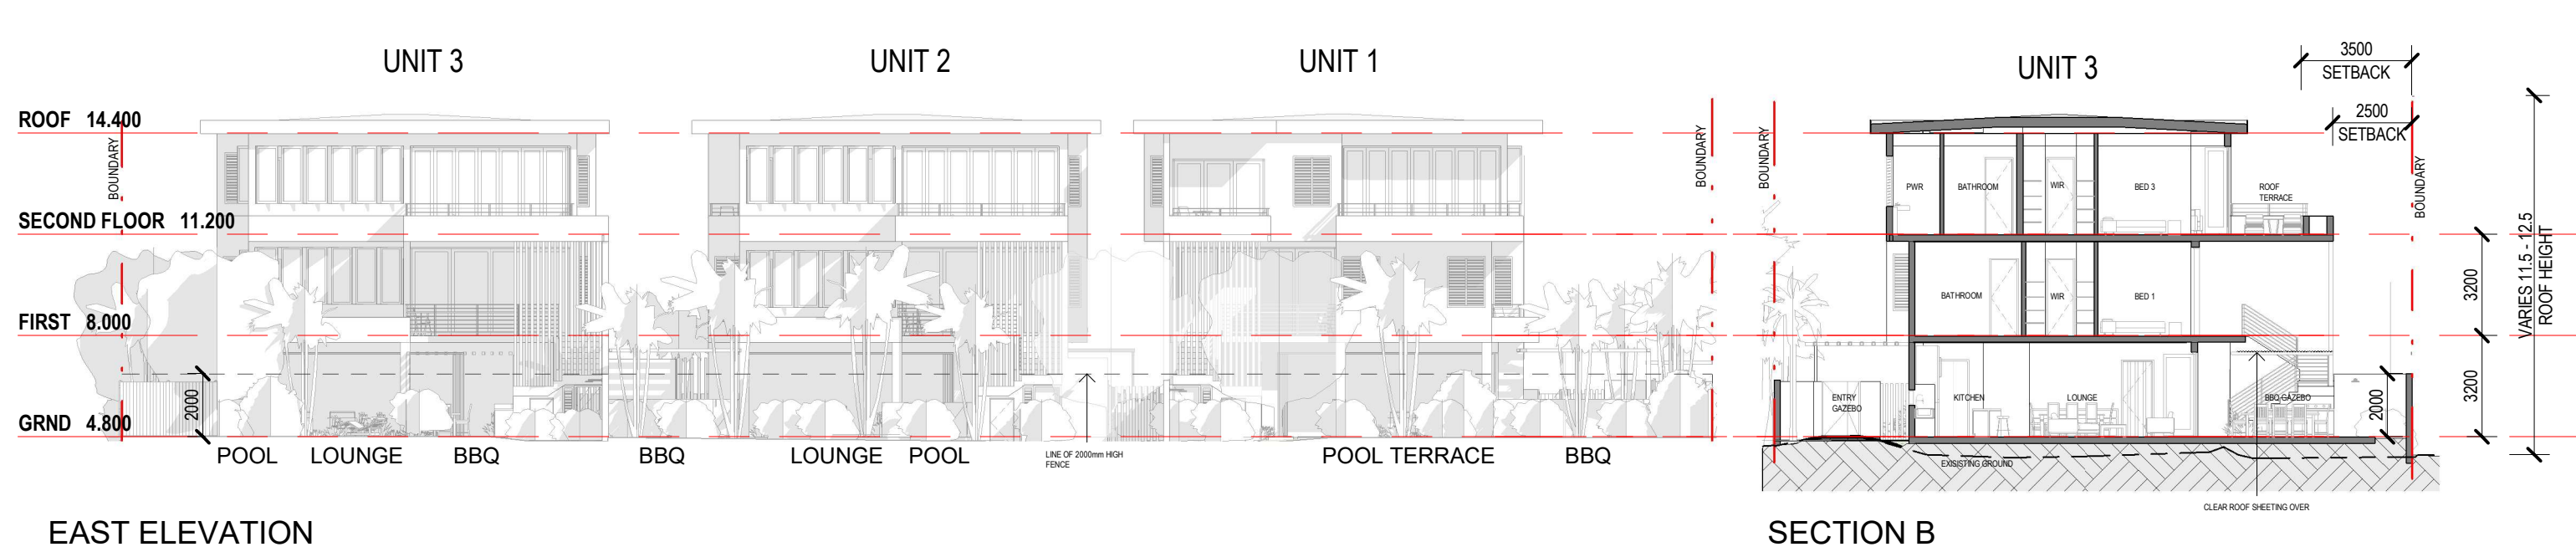 UNIT 3
UNIT 2
UNIT 1
UNIT 3
3500
SETBACK
2500
SETBACK
ROOF 14.400
BOUNDARY
BOUNDARY
BOUNDARY
BOUNDARY
PWR
BATHROOM
WIR
BED 3
ROOF
TERRACE
SECOND FLOOR 11.200
VARIES 11.5 - 12.5
ROOF HEIGHT
3200
BATHROOM
WIR
BED 1
FIRST 8.000
3200
2000
2000
ENTRY
GAZEBO
KITCHEN
LOUNGE
BBQ GAZEBO
GRND 4.800
POOL
LOUNGE
BBQ
BBQ
LOUNGE
POOL
LINE OF 2000mm HIGH
FENCE
POOL TERRACE
BBQ
EXISISTING GROUND
CLEAR ROOF SHEETING OVER
EAST ELEVATION
SECTION B